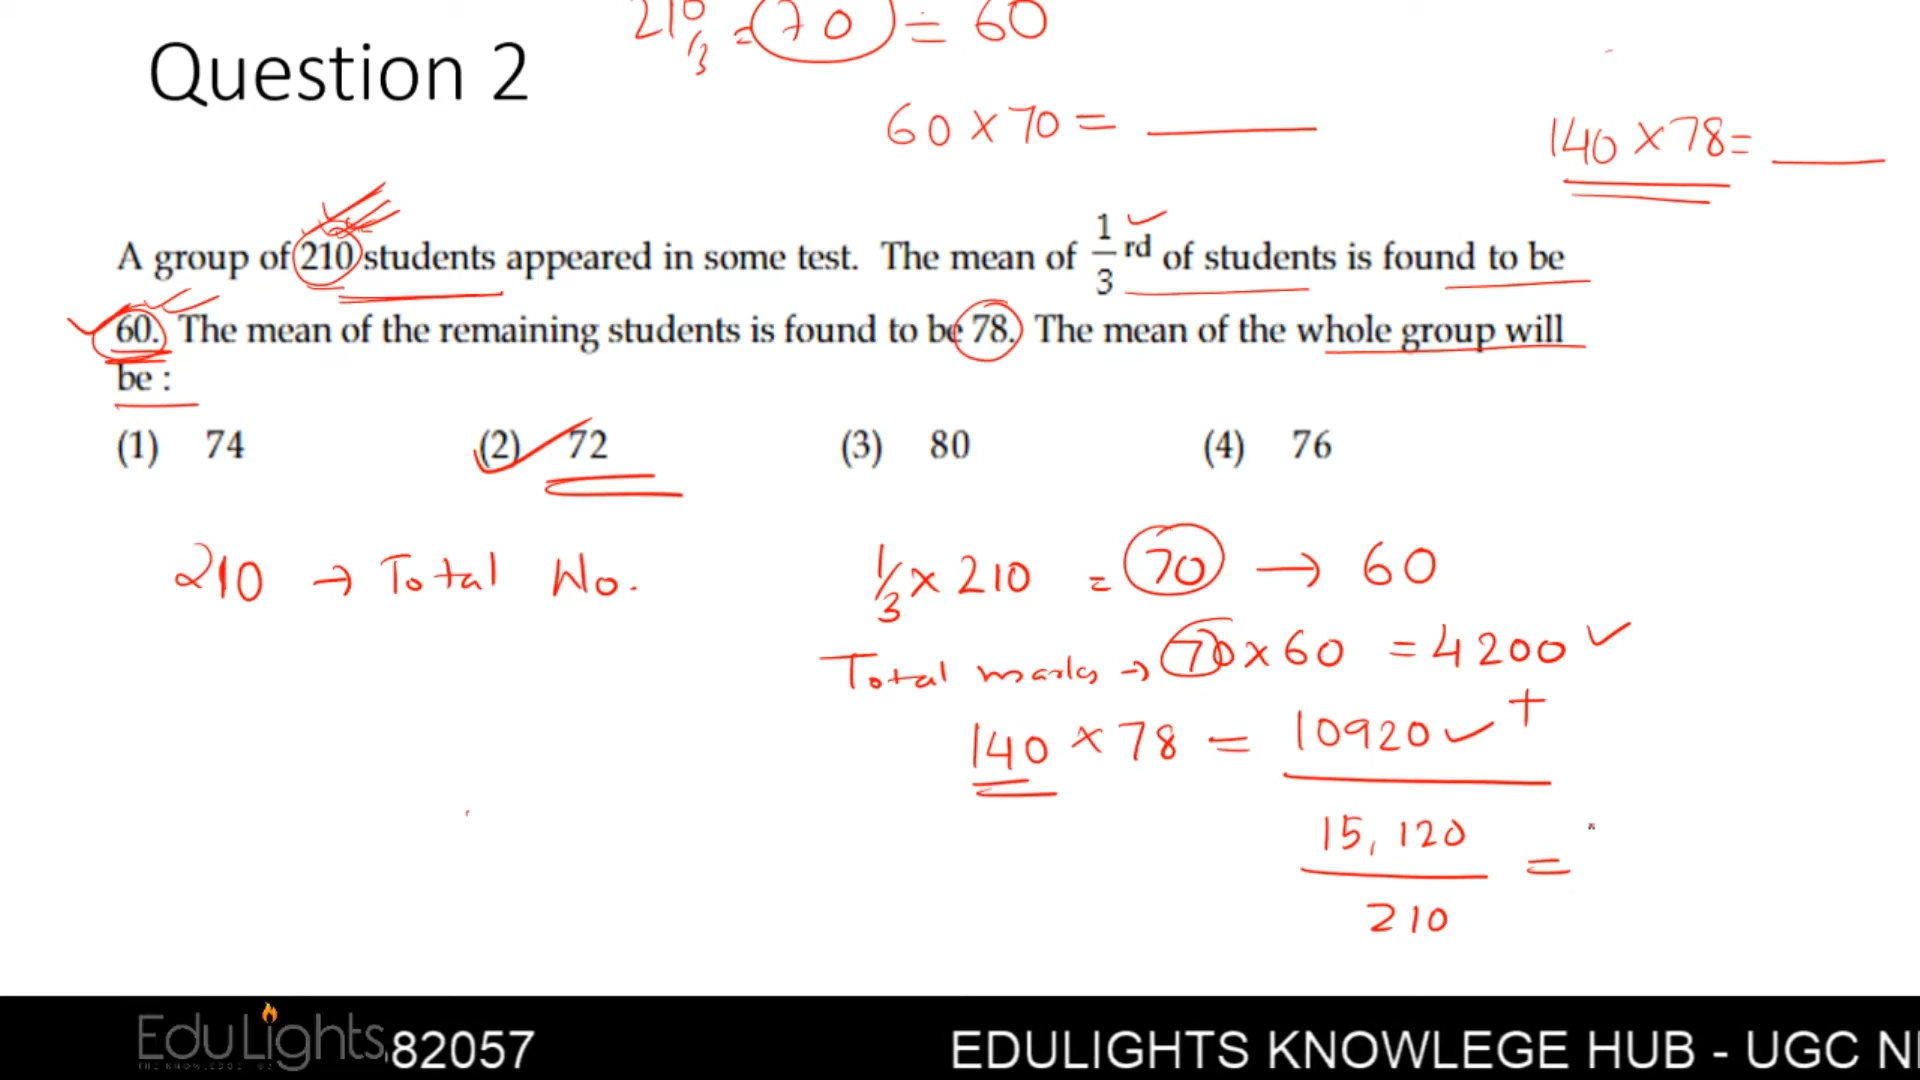 210
1/3 = 70 = 60
Question 2
60 x 70 =
140 x 78 =
A group of 210 students appeared in some test. The mean of 1/3 rd of students is found to be
60. The mean of the remaining students is found to be 78. The mean of the whole group will
be :
(1) 74 (2) 72 (3) 80 (4) 76
210 → Total No.
1/3 x 210 = 70 → 60
Total marks → 70 x 60 = 4200 ✓
+
140 x 78 = 10920 ✓
15,120
210 =
EduLights
82057
EDULIGHTS KNOWLEGE HUB - UGC N